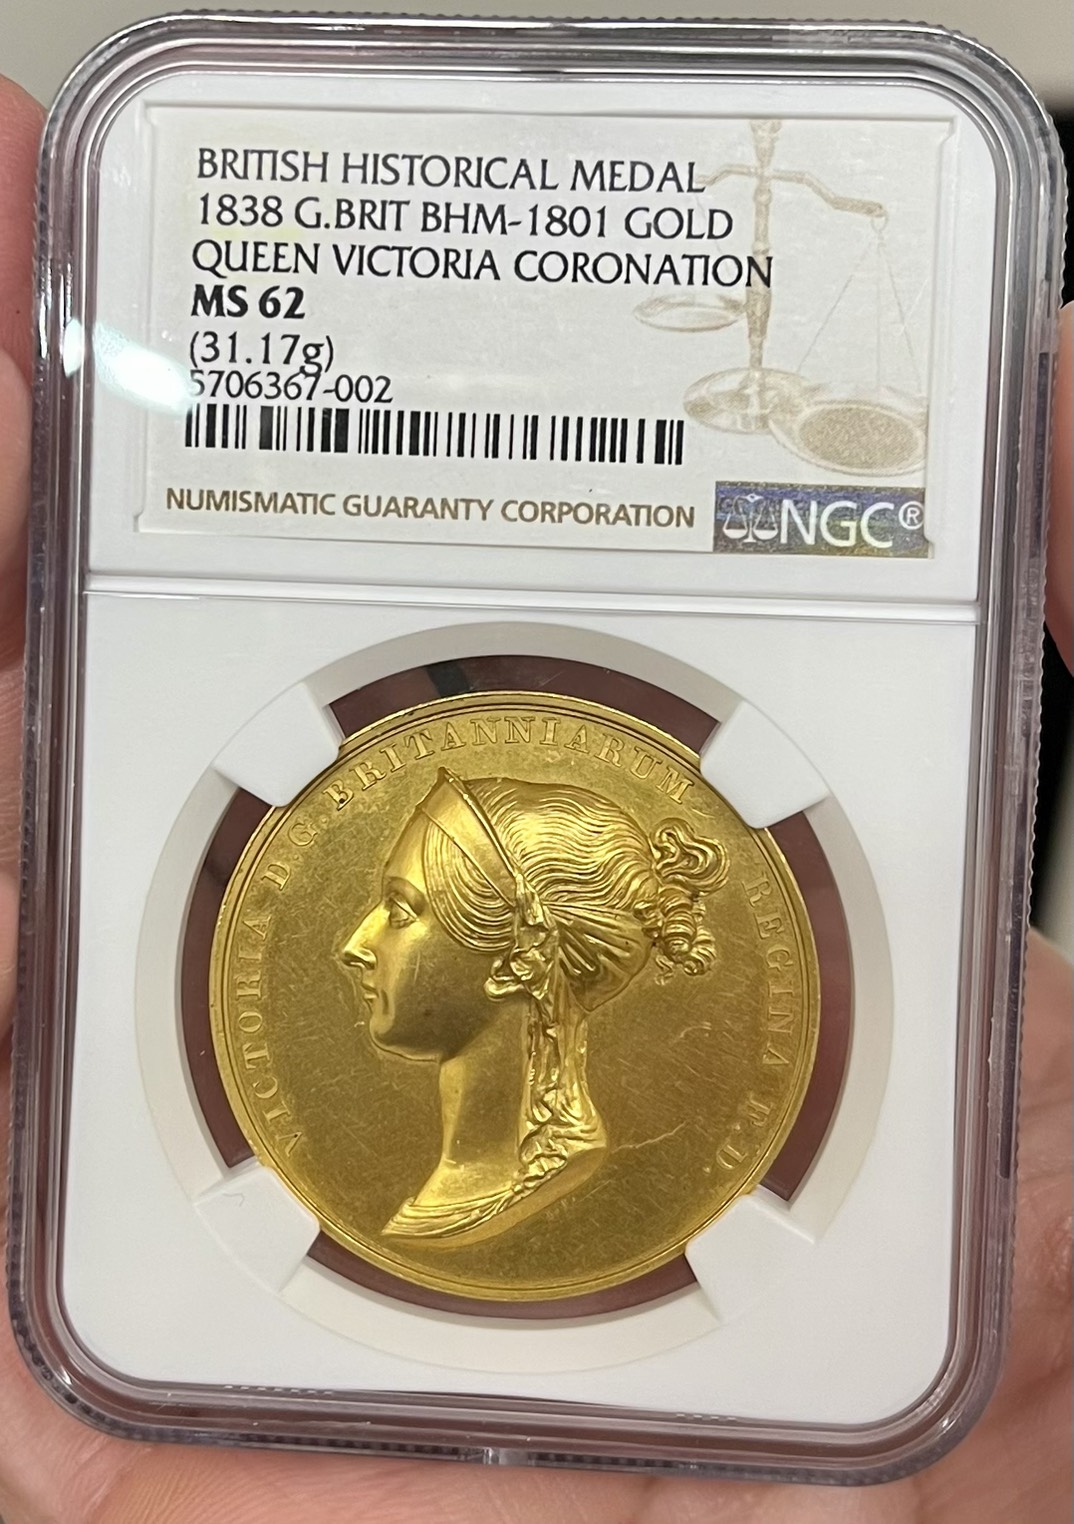 BRITISH HISTORICAL MEDAL
1838 G.BRIT BHM-1801 GOLD
QUEEN VICTORIA CORONATION
MS 62
(31.17g)
5706367-002
NUMISMATIC GUARANTY CORPORATION
NGC®
VICTORIA D.G. BRITANNIARUM REGINA F.D.